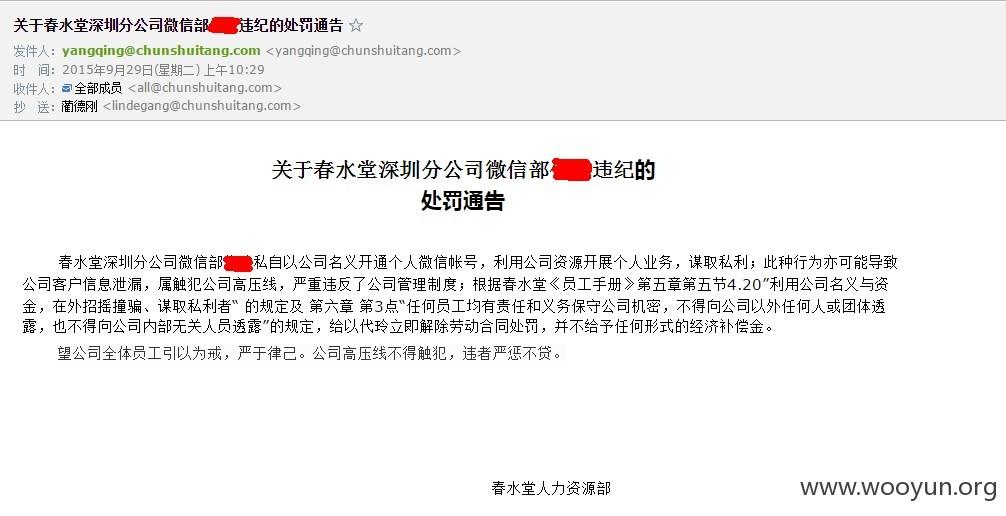 关于春水堂深圳分公司微信部违纪的处罚通告
发件人：yangqing@chunshuitang.com <yangqing@chunshuitang.com>
时 间：2015年9月29日(星期二) 上午10:29
收件人：全部成员 <all@chunshuitang.com>
抄 送：蔺德刚 <lindegang@chunshuitang.com>
关于春水堂深圳分公司微信部违纪的
处罚通告
春水堂深圳分公司微信部私自以公司名义开通个人微信帐号，利用公司资源开展个人业务，谋取私利；此种行为亦可能导致
公司客户信息泄漏，属触犯公司高压线，严重违反了公司管理制度；根据春水堂《员工手册》第五章第五节4.20"利用公司名义与资
金，在外招摇撞骗、谋取私利者" 的规定及 第六章 第3点"任何员工均有责任和义务保守公司机密，不得向公司以外任何人或团体透
露，也不得向公司内部无关人员透露"的规定，给以代玲立即解除劳动合同处罚，并不给予任何形式的经济补偿金。
望公司全体员工引以为戒，严于律己。公司高压线不得触犯，违者严惩不贷。
春水堂人力资源部
www.wooyun.org